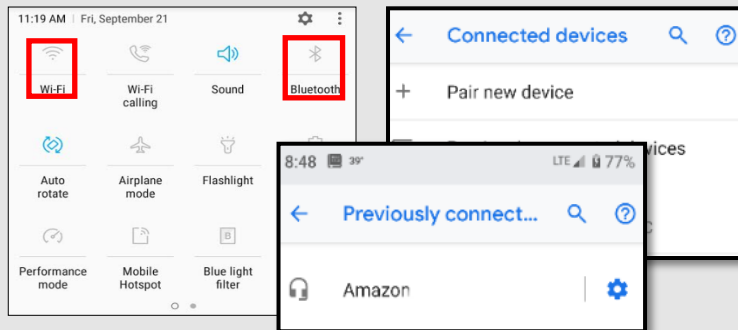 11:19 AM | Fri, September 21
Wi-Fi
Wi-Fi calling
Sound
Bluetooth
Auto rotate
Airplane mode
Flashlight
Performance mode
Mobile Hotspot
B
Blue light filter
Connected devices
Pair new device
vices
8:48 39° LTE 77%
Previously connect...
Amazon